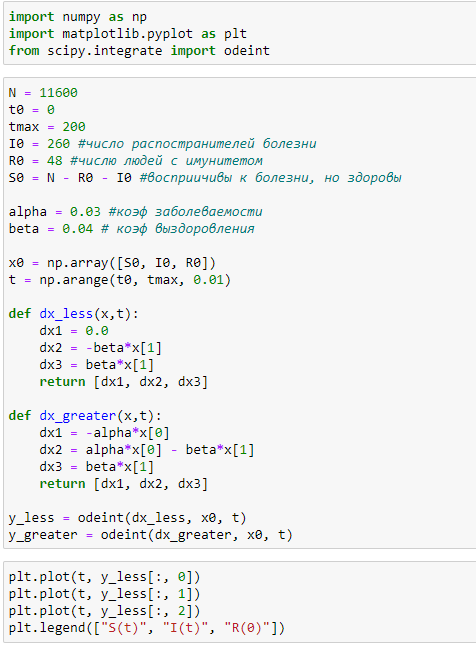 import numpy as np
import matplotlib.pyplot as plt
from scipy.integrate import odeint
N = 11600
t0 = 0
tmax = 200
I0 = 260 #число распостранителей болезни
R0 = 48 #числю людей с имунитетом
S0 = N - R0 - I0 #восприичивы к болезни, но здоровы
alpha = 0.03 #коэф заболеваемости
beta = 0.04 # коэф выздоровления
x0 = np.array([S0, I0, R0])
t = np.arange(t0, tmax, 0.01)
def dx_less(x,t):
    dx1 = 0.0
    dx2 = -beta*x[1]
    dx3 = beta*x[1]
    return [dx1, dx2, dx3]
def dx_greater(x,t):
    dx1 = -alpha*x[0]
    dx2 = alpha*x[0] - beta*x[1]
    dx3 = beta*x[1]
    return [dx1, dx2, dx3]
y_less = odeint(dx_less, x0, t)
y_greater = odeint(dx_greater, x0, t)
plt.plot(t, y_less[:, 0])
plt.plot(t, y_less[:, 1])
plt.plot(t, y_less[:, 2])
plt.legend(["S(t)", "I(t)", "R(0)"])